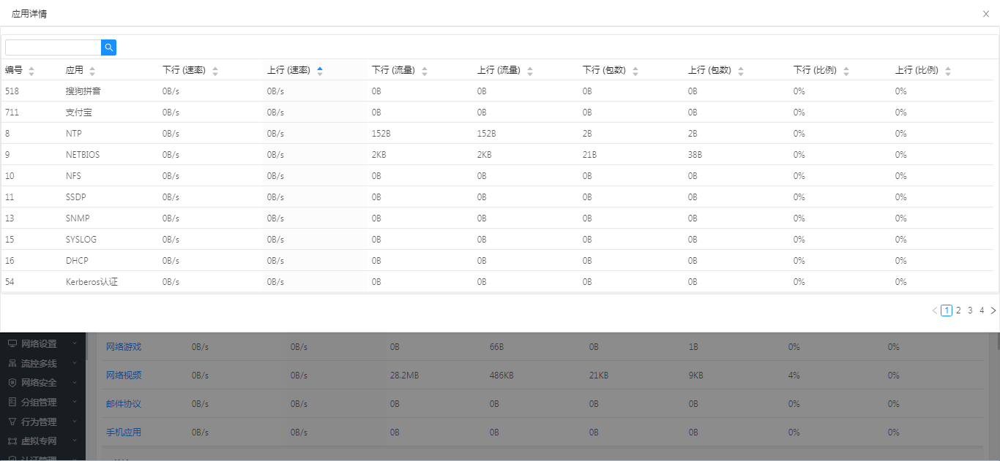 应用详情
编号 应用 下行 (速率) 上行 (速率) 下行 (流量) 上行 (流量) 下行 (包数) 上行 (包数) 下行 (比例) 上行 (比例)
518 搜狗拼音 0B/s 0B/s 0B 0B 0B 0B 0% 0%
711 支付宝 0B/s 0B/s 0B 0B 0B 0B 0% 0%
8 NTP 0B/s 0B/s 152B 152B 2B 2B 0% 0%
9 NETBIOS 0B/s 0B/s 2KB 2KB 21B 38B 0% 0%
10 NFS 0B/s 0B/s 0B 0B 0B 0B 0% 0%
11 SSDP 0B/s 0B/s 0B 0B 0B 0B 0% 0%
13 SNMP 0B/s 0B/s 0B 0B 0B 0B 0% 0%
15 SYSLOG 0B/s 0B/s 0B 0B 0B 0B 0% 0%
16 DHCP 0B/s 0B/s 0B 0B 0B 0B 0% 0%
54 Kerberos认证 0B/s 0B/s 0B 0B 0B 0B 0% 0%
1 2 3 4
网络设置 网络游戏 0B/s 0B/s 0B 66B 0B 1B 0% 0%
流控多线
网络安全 网络视频 0B/s 0B/s 28.2MB 486KB 21KB 9KB 4% 0%
分组管理 邮件协议 0B/s 0B/s 0B 0B 0B 0B 0% 0%
行为管理
虚拟专网 手机应用 0B/s 0B/s 0B 0B 0B 0B 0% 0%
认证管理